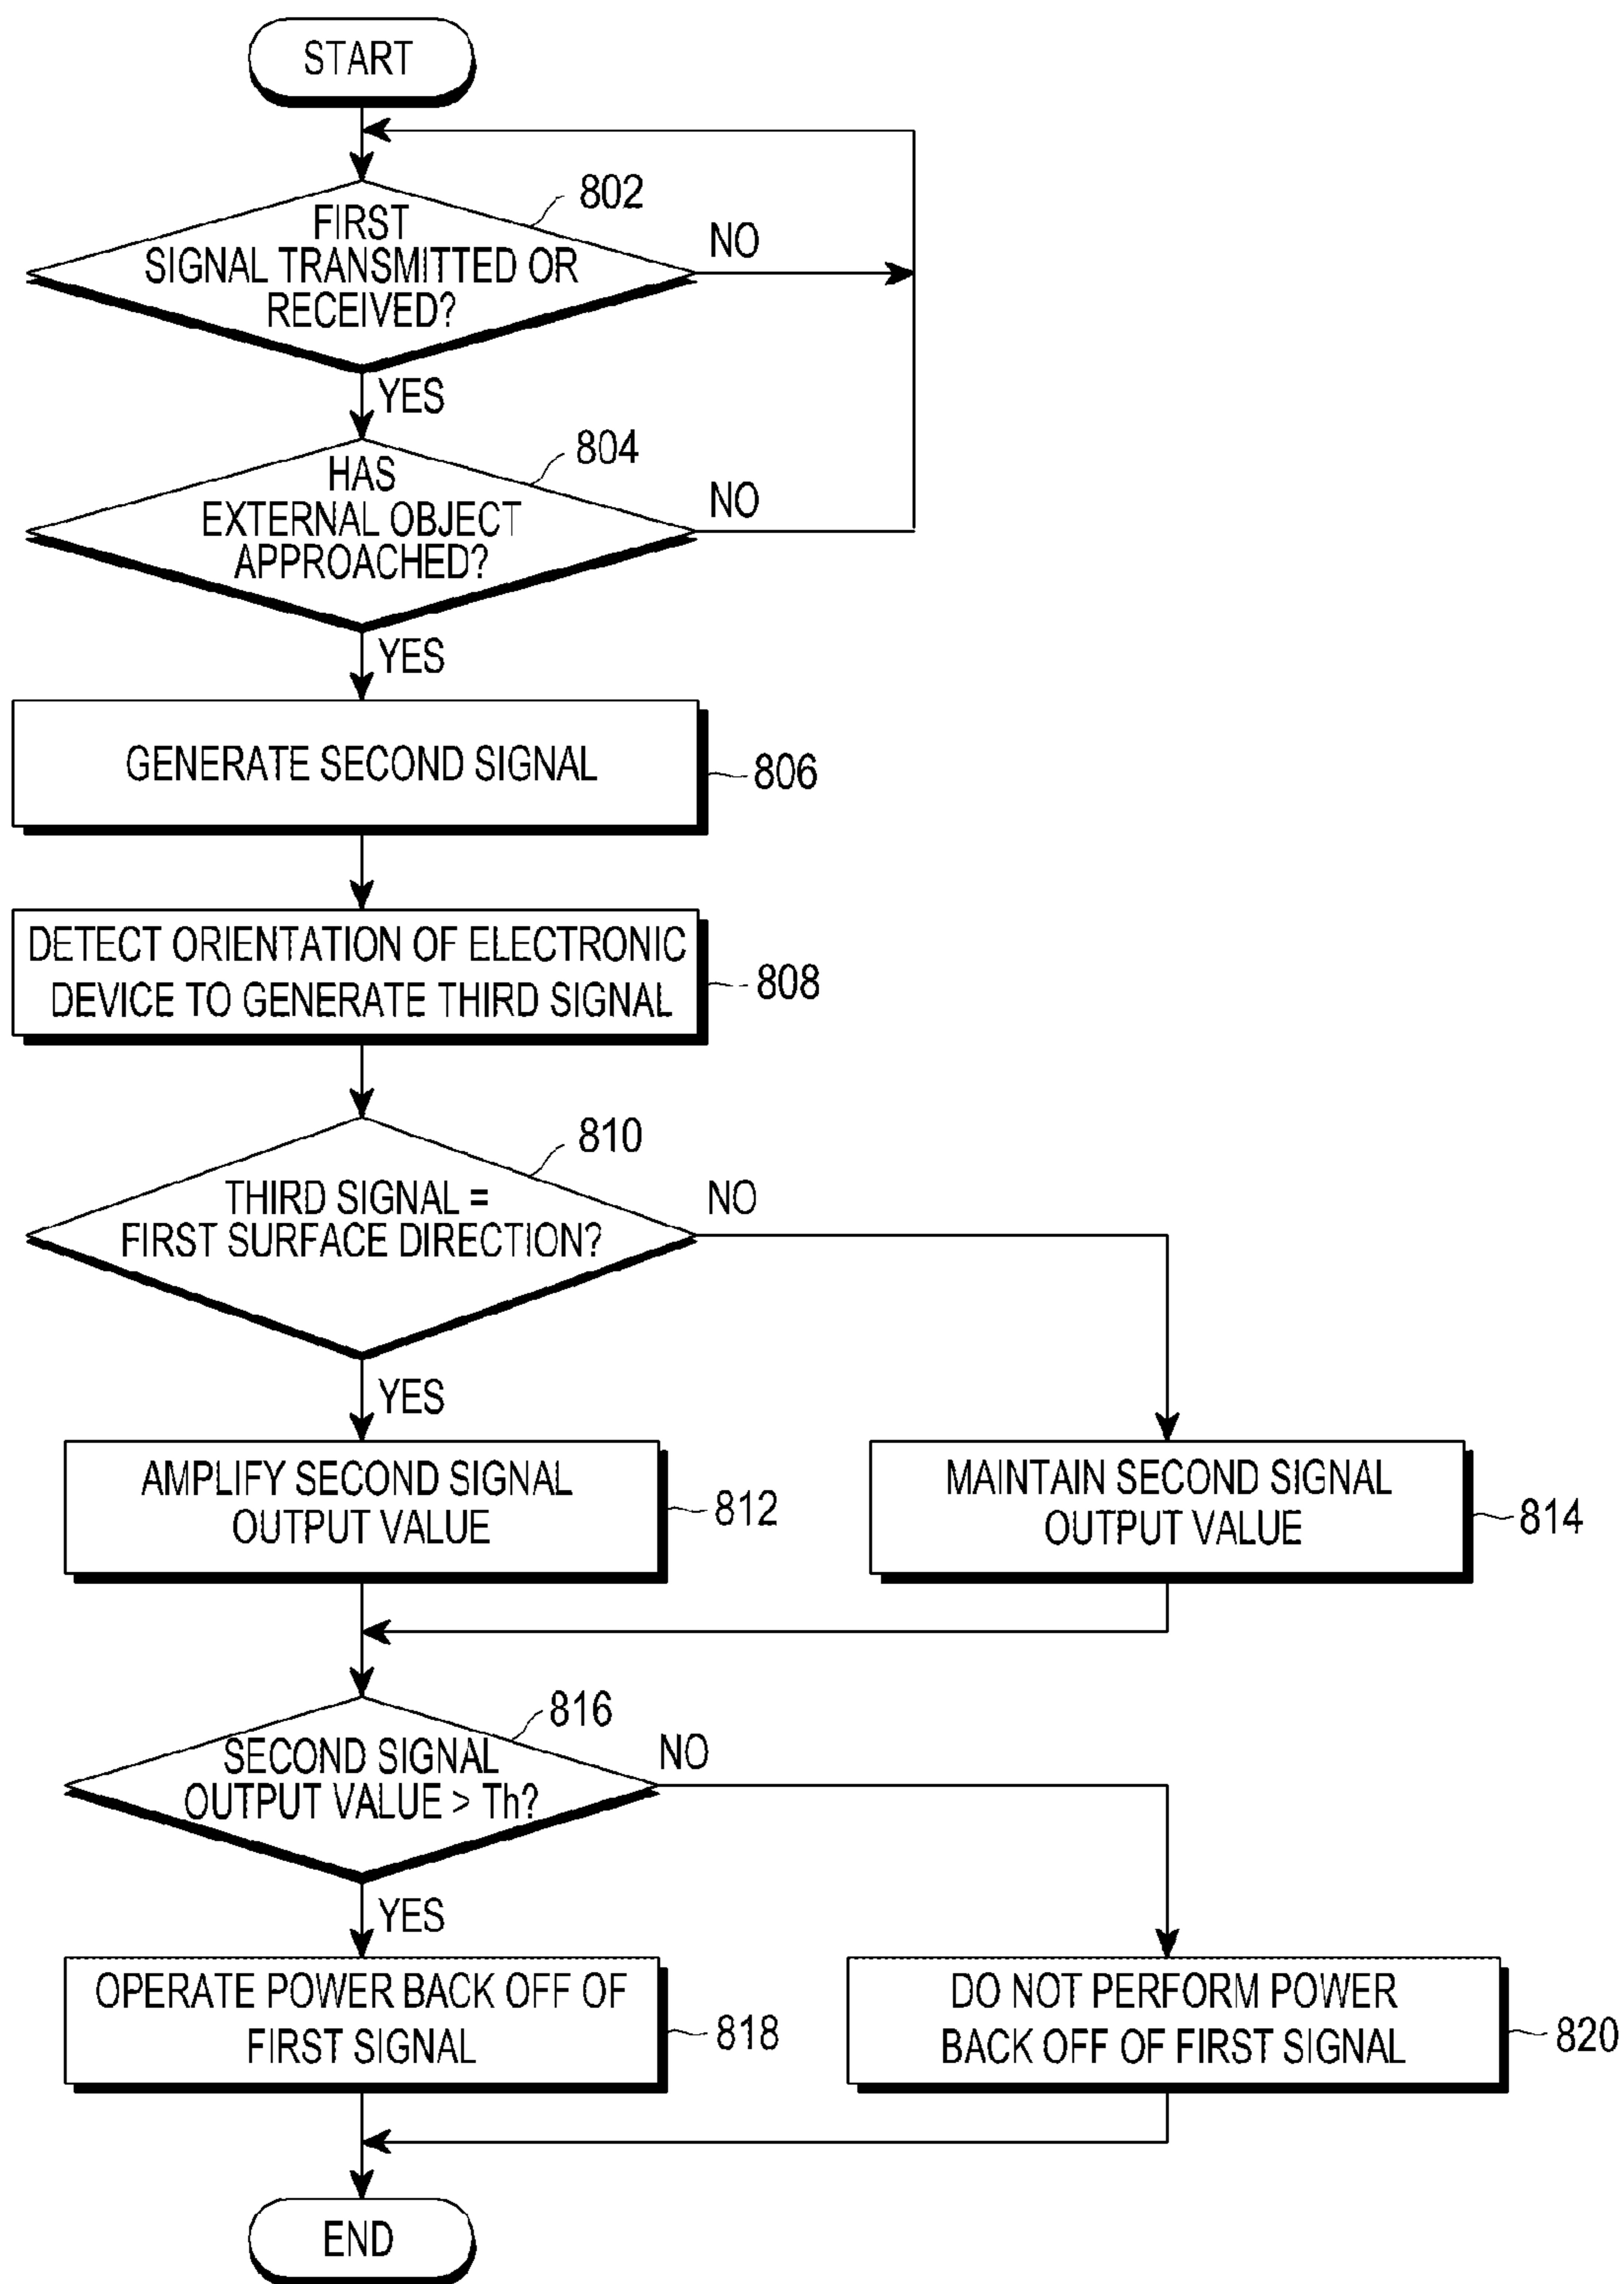 START
802
FIRST
SIGNAL TRANSMITTED OR
RECEIVED?
NO
YES
804
HAS
EXTERNAL OBJECT
APPROACHED?
NO
YES
GENERATE SECOND SIGNAL
806
DETECT ORIENTATION OF ELECTRONIC
DEVICE TO GENERATE THIRD SIGNAL
808
810
THIRD SIGNAL =
FIRST SURFACE DIRECTION?
NO
YES
AMPLIFY SECOND SIGNAL
OUTPUT VALUE
812
MAINTAIN SECOND SIGNAL
OUTPUT VALUE
814
816
SECOND SIGNAL
OUTPUT VALUE > Th?
NO
YES
OPERATE POWER BACK OFF OF
FIRST SIGNAL
818
DO NOT PERFORM POWER
BACK OFF OF FIRST SIGNAL
820
END